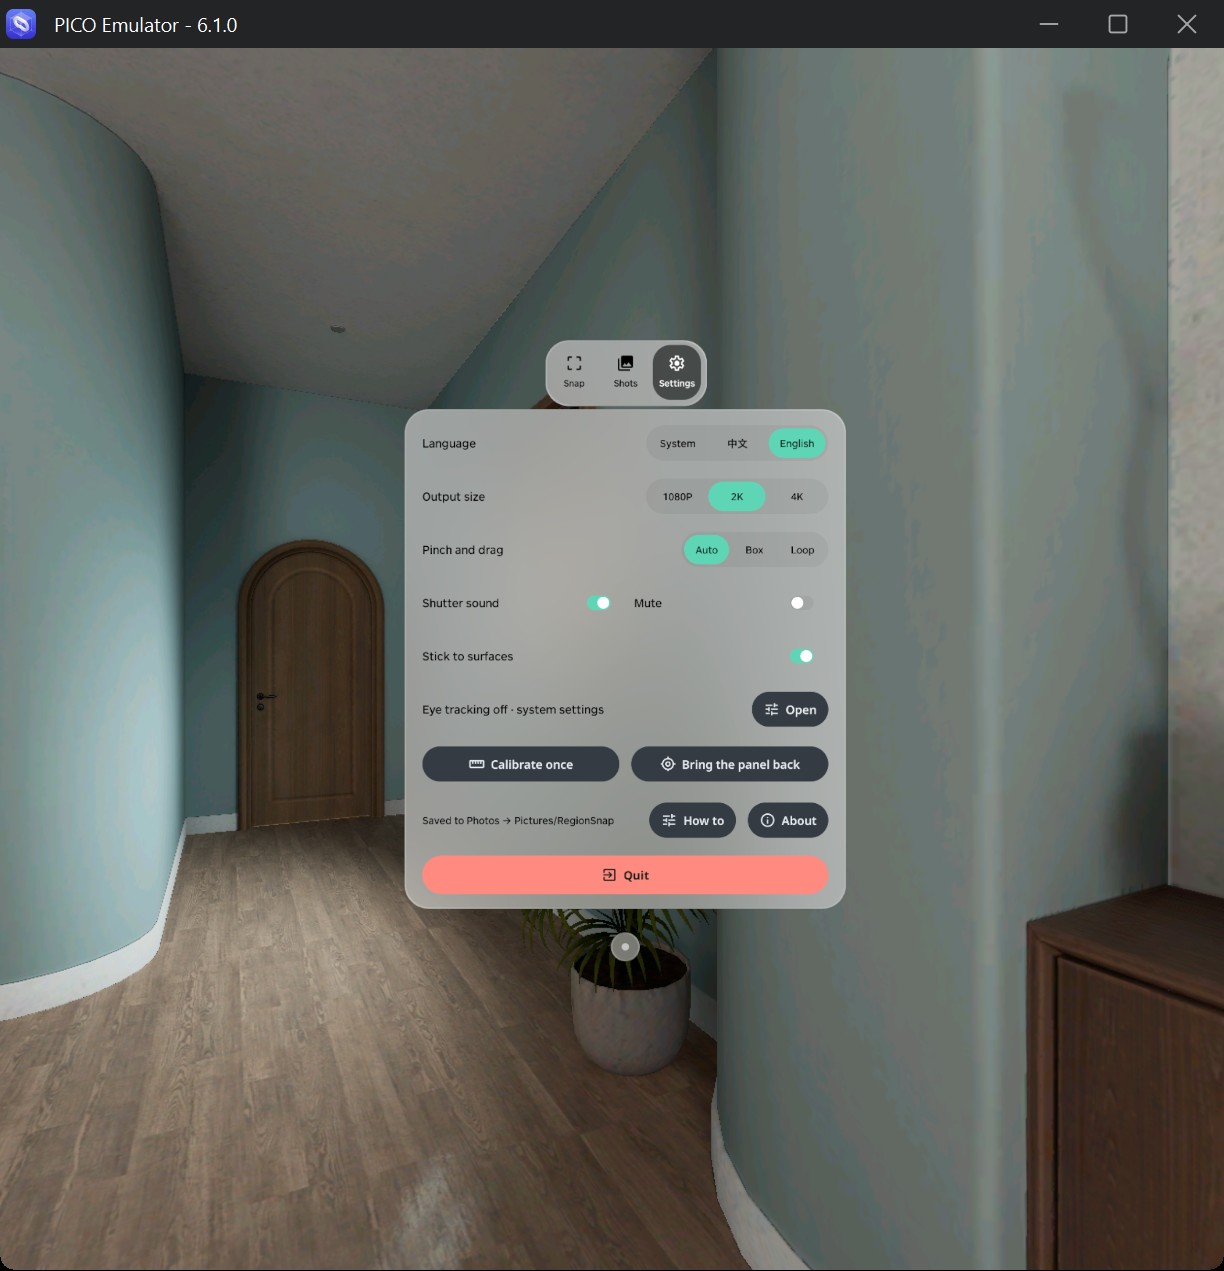 PICO Emulator - 6.1.0
Snap Shots Settings
Language System 中文 English
Output size 1080P 2K 4K
Pinch and drag Auto Box Loop
Shutter sound Mute
Stick to surfaces
Eye tracking off · system settings Open
Calibrate once Bring the panel back
Saved to Photos → Pictures/RegionSnap How to About
Quit